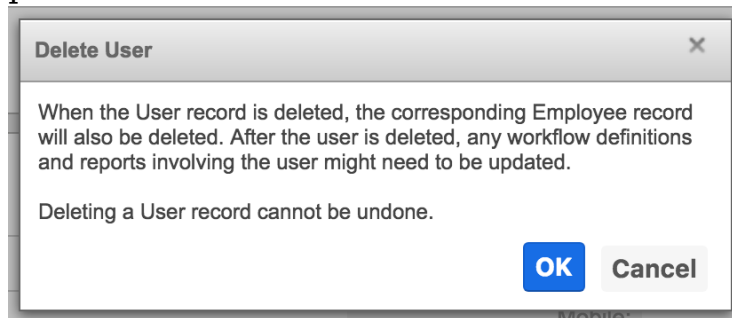 Delete User
×
When the User record is deleted, the corresponding Employee record
will also be deleted. After the user is deleted, any workflow definitions
and reports involving the user might need to be updated.
Deleting a User record cannot be undone.
OK Cancel
Mobile: